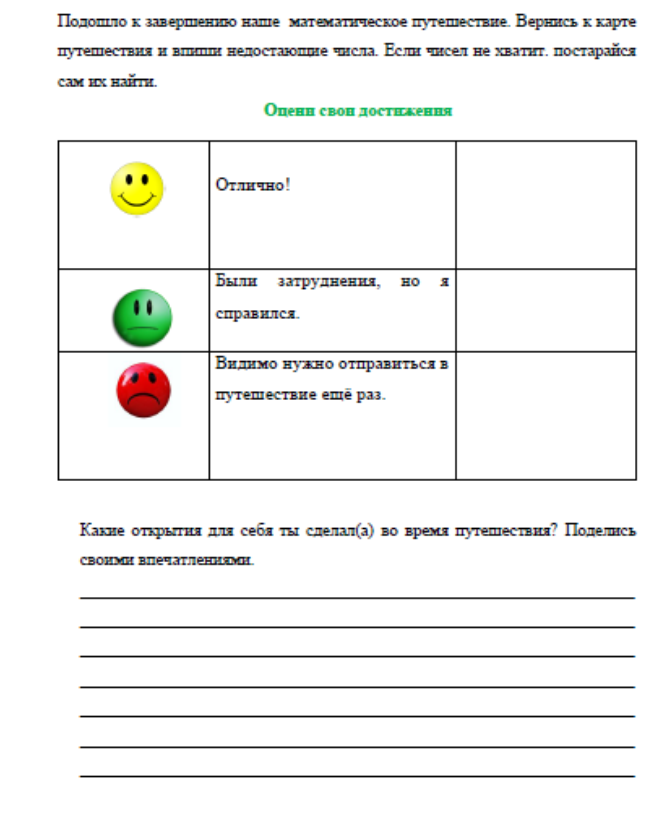 Подошло к завершению наше математическое путешествие. Вернись к карте
путешествия и впиши недостающие числа. Если чисел не хватит. постарайся
сам их найти.
Оцени свои достижения
Отлично!
Были затруднения, но я
справился.
Видимо нужно отправиться в
путешествие ещё раз.
Какие открытия для себя ты сделал(а) во время путешествия? Поделись
своими впечатлениями.